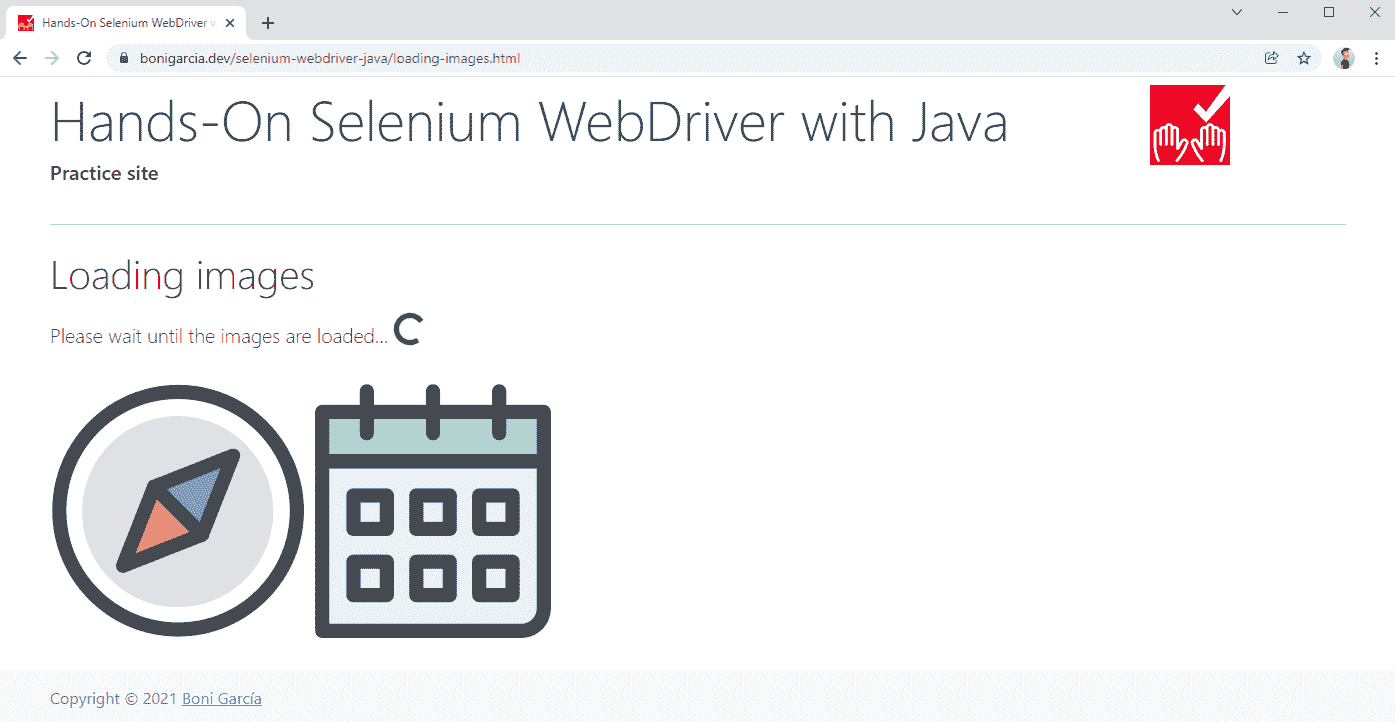 Hands-On Selenium WebDriver w
bonigarcia.dev/selenium-webdriver-java/loading-images.html
Hands-On Selenium WebDriver with Java
Practice site
Loading images
Please wait until the images are loaded...
Copyright © 2021 Boni García